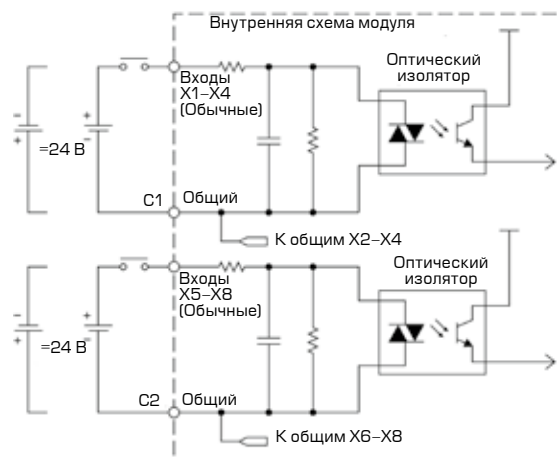 Внутренняя схема модуля
Оптический
изолятор
Входы
X1–X4
(Обычные)
- +
+ -
=24 В
C1 Общий
К общим X2–X4
Оптический
изолятор
Входы
X5–X8
(Обычные)
- +
+ -
=24 В
C2 Общий
К общим X6–X8